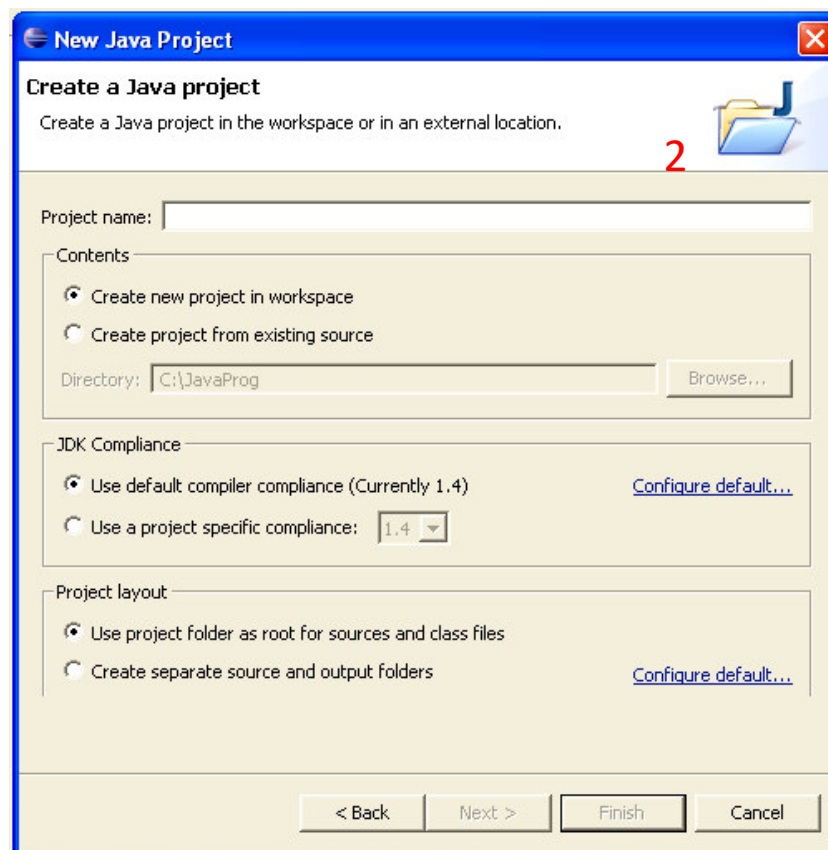 New Java Project
Create a Java project
Create a Java project in the workspace or in an external location.
2
Project name:
Contents
Create new project in workspace
Create project from existing source
Directory: C:\JavaProg Browse...
JDK Compliance
Use default compiler compliance (Currently 1.4) Configure default...
Use a project specific compliance: 1.4
Project layout
Use project folder as root for sources and class files
Create separate source and output folders Configure default...
< Back Next > Finish Cancel